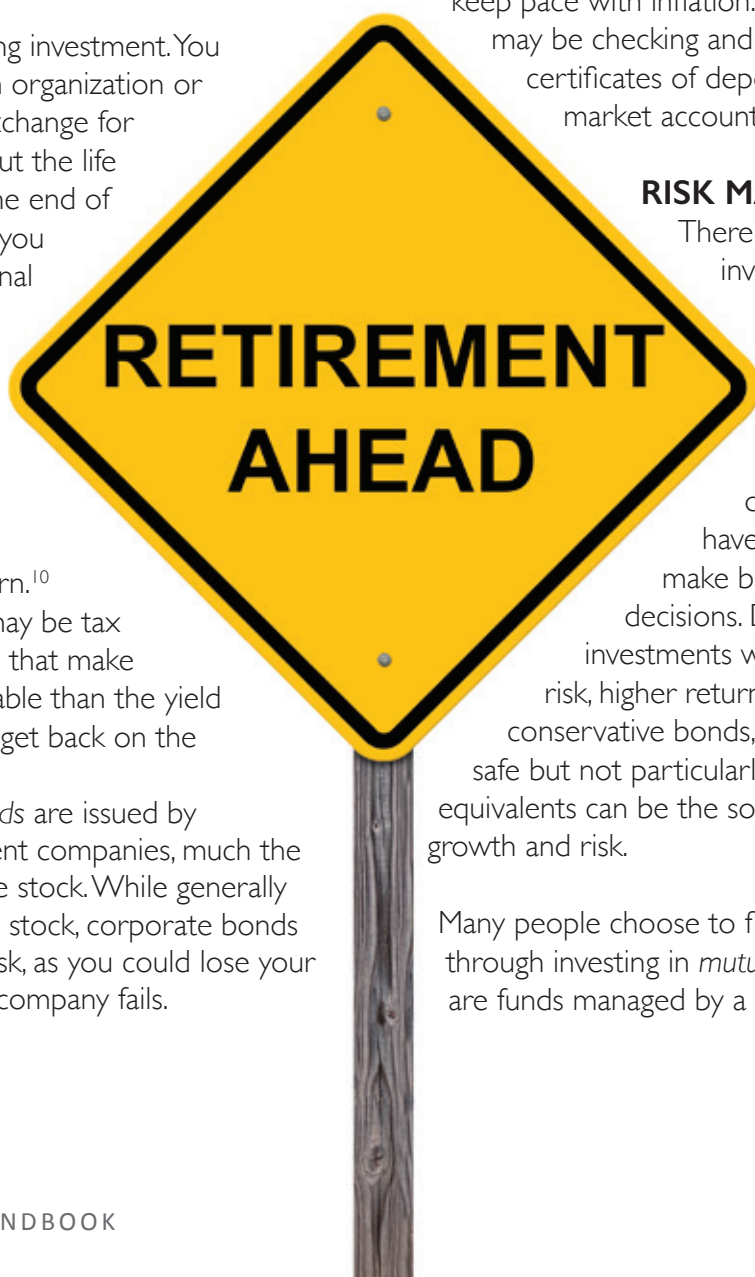 ng investment. You
n organization or
xchange for
ut the life
he end of
you
nal
rn.10
may be tax
that make
able than the yield
get back on the
ds are issued by
ent companies, much the
e stock. While generally
stock, corporate bonds
sk, as you could lose your
company fails.
RETIREMENT
AHEAD
keep pace with inflation.
may be checking and
certificates of depo
market account
RISK MA
There
inv
have
make b
decisions. D
investments w
risk, higher return
conservative bonds,
safe but not particularl
equivalents can be the so
growth and risk.
Many people choose to f
through investing in mutu
are funds managed by a
NDBOOK